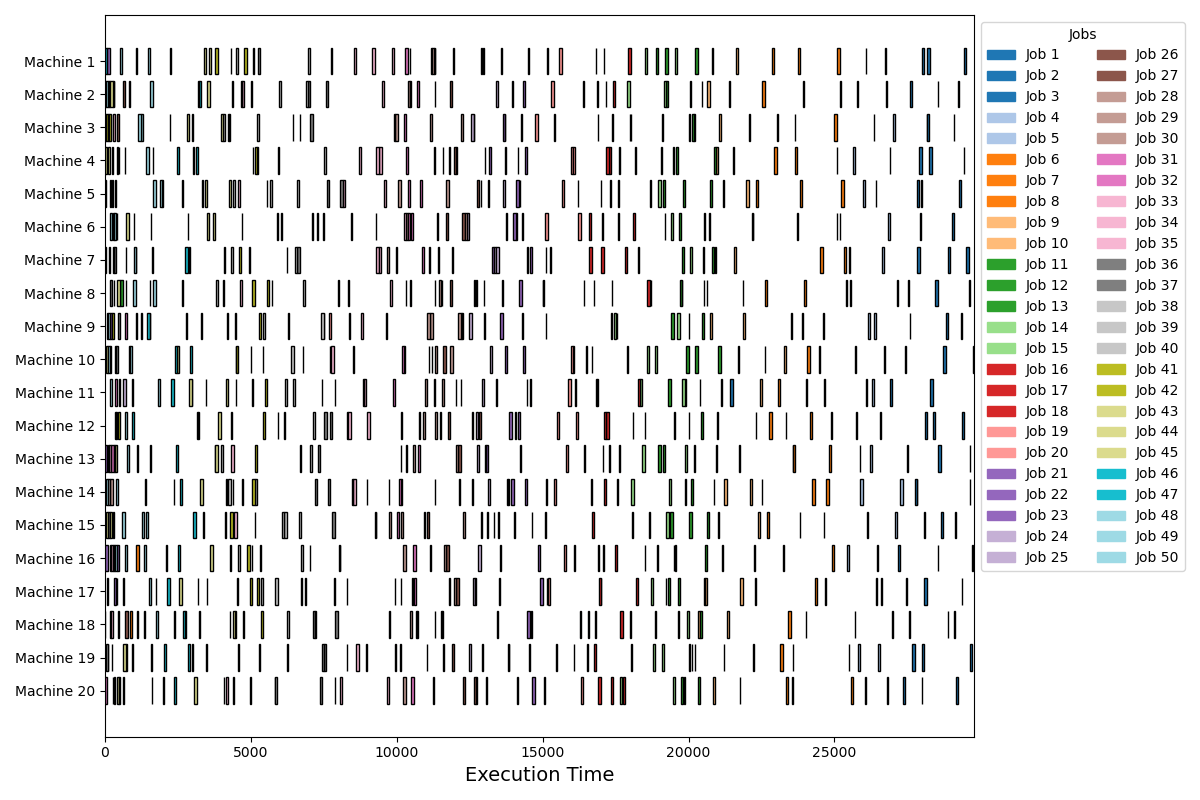 Machine 1
Machine 2
Machine 3
Machine 4
Machine 5
Machine 6
Machine 7
Machine 8
Machine 9
Machine 10
Machine 11
Machine 12
Machine 13
Machine 14
Machine 15
Machine 16
Machine 17
Machine 18
Machine 19
Machine 20
0 5000 10000 15000 20000 25000
Execution Time
Jobs
Job 1 Job 26
Job 2 Job 27
Job 3 Job 28
Job 4 Job 29
Job 5 Job 30
Job 6 Job 31
Job 7 Job 32
Job 8 Job 33
Job 9 Job 34
Job 10 Job 35
Job 11 Job 36
Job 12 Job 37
Job 13 Job 38
Job 14 Job 39
Job 15 Job 40
Job 16 Job 41
Job 17 Job 42
Job 18 Job 43
Job 19 Job 44
Job 20 Job 45
Job 21 Job 46
Job 22 Job 47
Job 23 Job 48
Job 24 Job 49
Job 25 Job 50